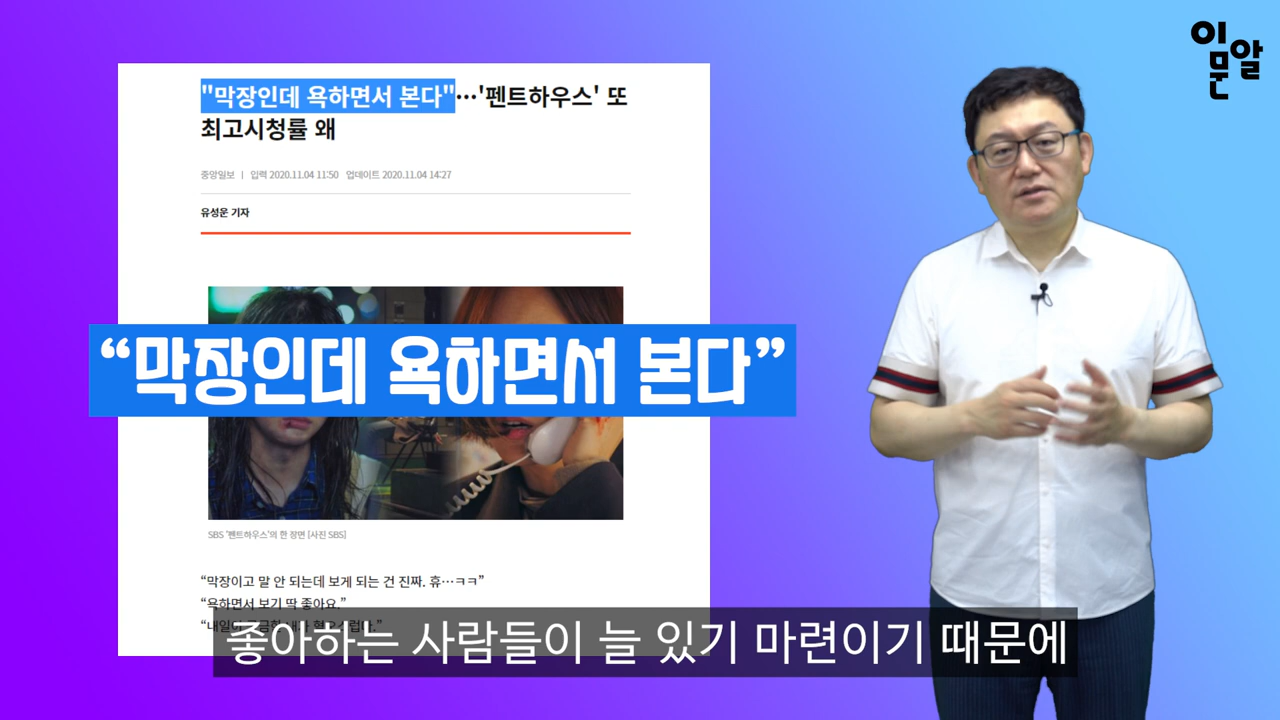 이문알
"막장인데 욕하면서 본다"…'펜트하우스' 또
최고시청률 왜
중앙일보 | 입력 2020.11.04 11:50 업데이트 2020.11.04 14:27
유성운 기자
“막장인데 욕하면서 본다”
SBS '펜트하우스'의 한 장면 [사진 SBS]
“막장이고 말 안 되는데 보게 되는 건 진짜. 휴…ㅋㅋ”
“욕하면서 보기 딱 좋아요.”
“내일이
좋아하는 사람들이 늘 있기 마련이기 때문에